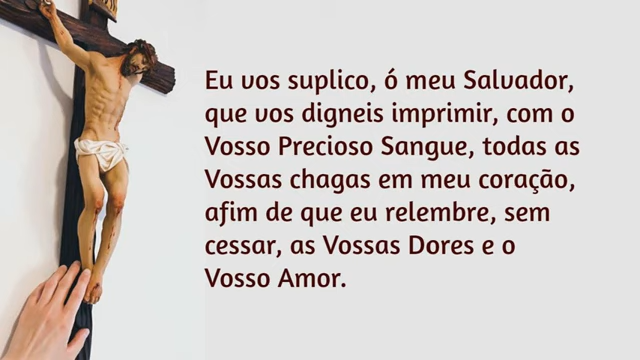 Eu vos suplico, ó meu Salvador,
que vos digneis imprimir, com o
Vosso Precioso Sangue, todas as
Vossas chagas em meu coração,
afim de que eu relembre, sem
cessar, as Vossas Dores e o
Vosso Amor.